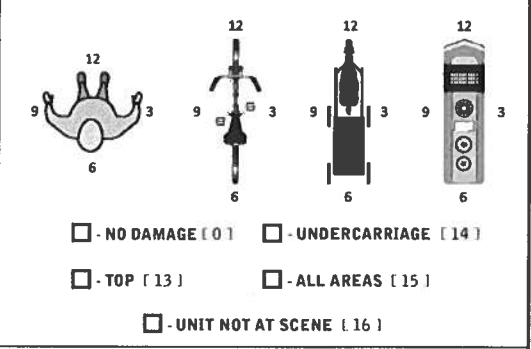 12 12 12 12
9 3 9 3 9 3 9 3
6 6 6 6
- NO DAMAGE [ 0 ] - UNDERCARRIAGE [ 14 ]
- TOP [ 13 ] - ALL AREAS [ 15 ]
- UNIT NOT AT SCENE [ 16 ]